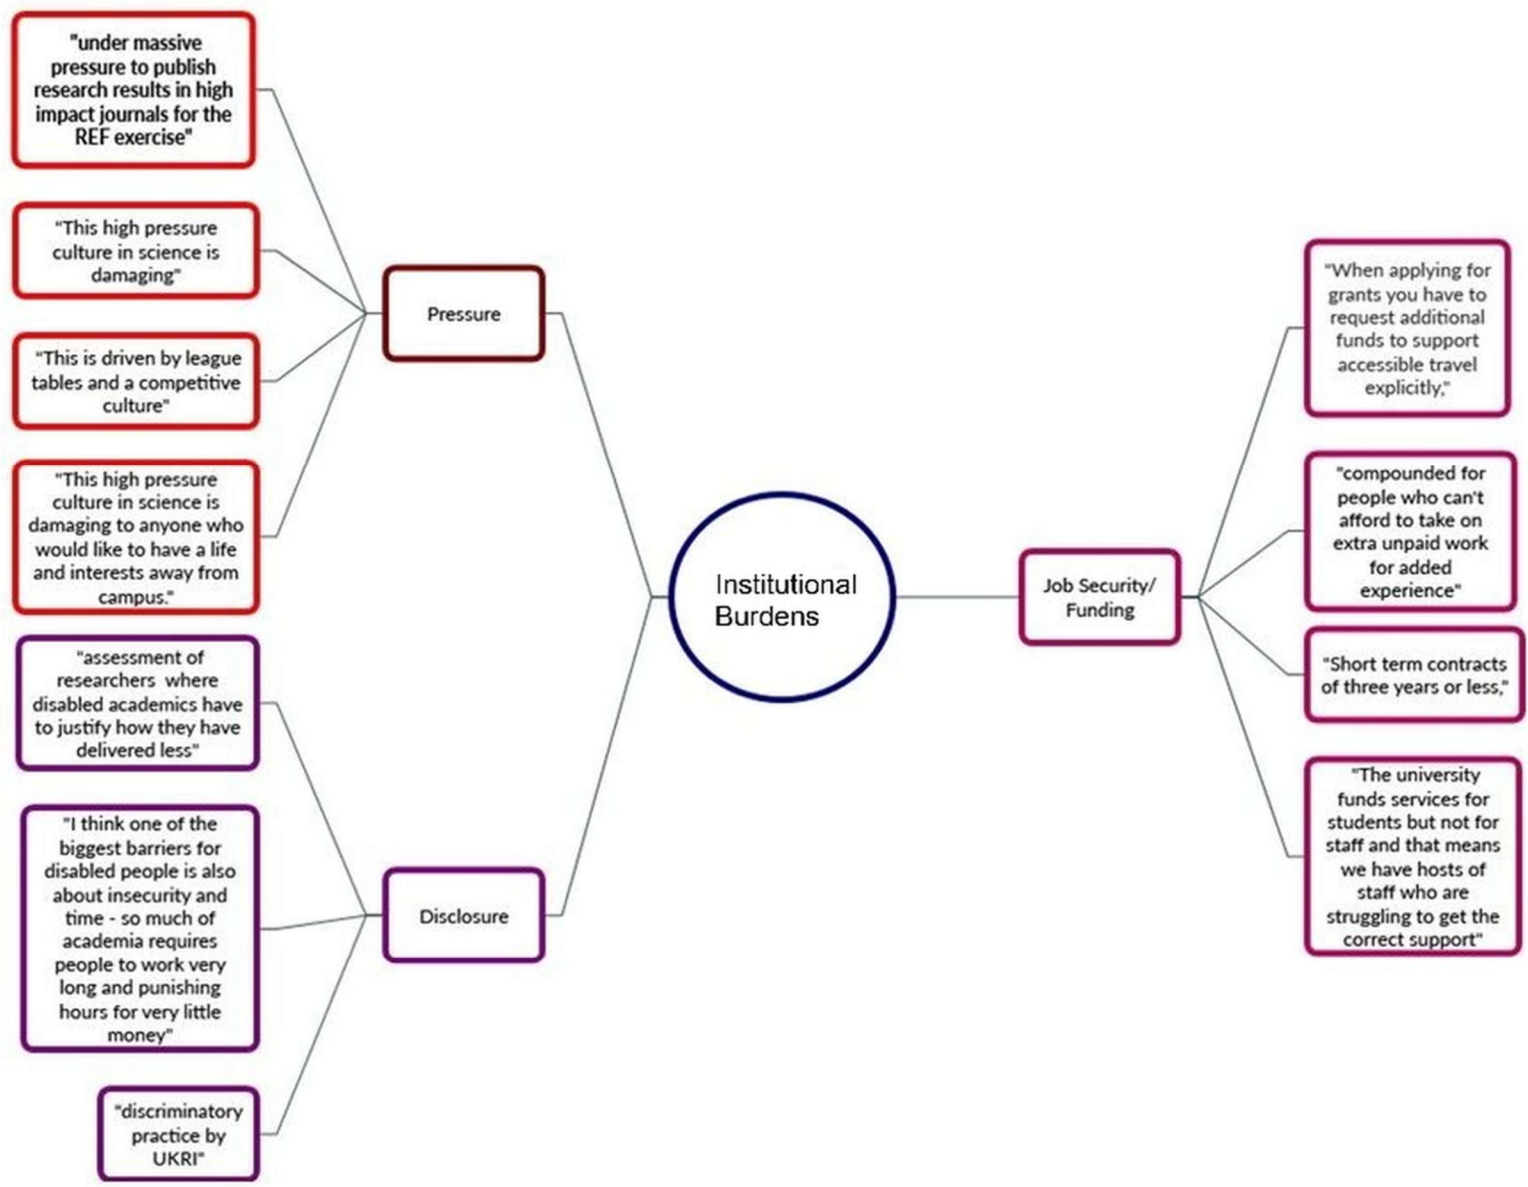 "under massive
pressure to publish
research results in high
impact journals for the
REF exercise"
"This high pressure
culture in science is
damaging"
"This is driven by league
tables and a competitive
culture"
"This high pressure
culture in science is
damaging to anyone who
would like to have a life
and interests away from
campus."
Pressure
"assessment of
researchers where
disabled academics have
to justify how they have
delivered less"
"I think one of the
biggest barriers for
disabled people is also
about insecurity and
time - so much of
academia requires
people to work very
long and punishing
hours for very little
money"
"discriminatory
practice by
UKRI"
Disclosure
Institutional
Burdens
Job Security/
Funding
"When applying for
grants you have to
request additional
funds to support
accessible travel
explicitly,"
"compounded for
people who can't
afford to take on
extra unpaid work
for added
experience"
"Short term contracts
of three years or less,"
"The university
funds services for
students but not for
staff and that means
we have hosts of
staff who are
struggling to get the
correct support"